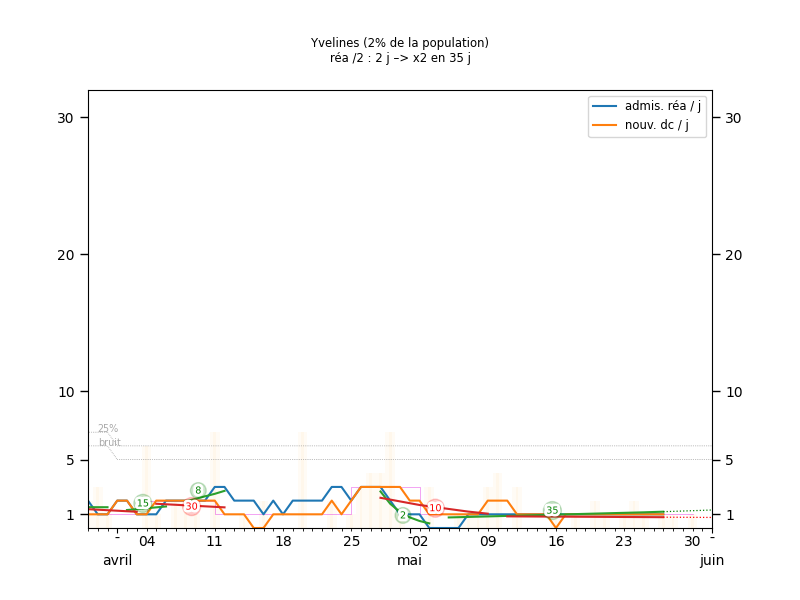 Yvelines (2% de la population)
réa /2 : 2 j –> x2 en 35 j
admis. réa / j
nouv. dc / j
30
30
20
20
10
10
25%
bruit
5
5
8
15
30
2
10
35
1
1
- 04 11 18 25 - 02 09 16 23 30 -
avril mai juin